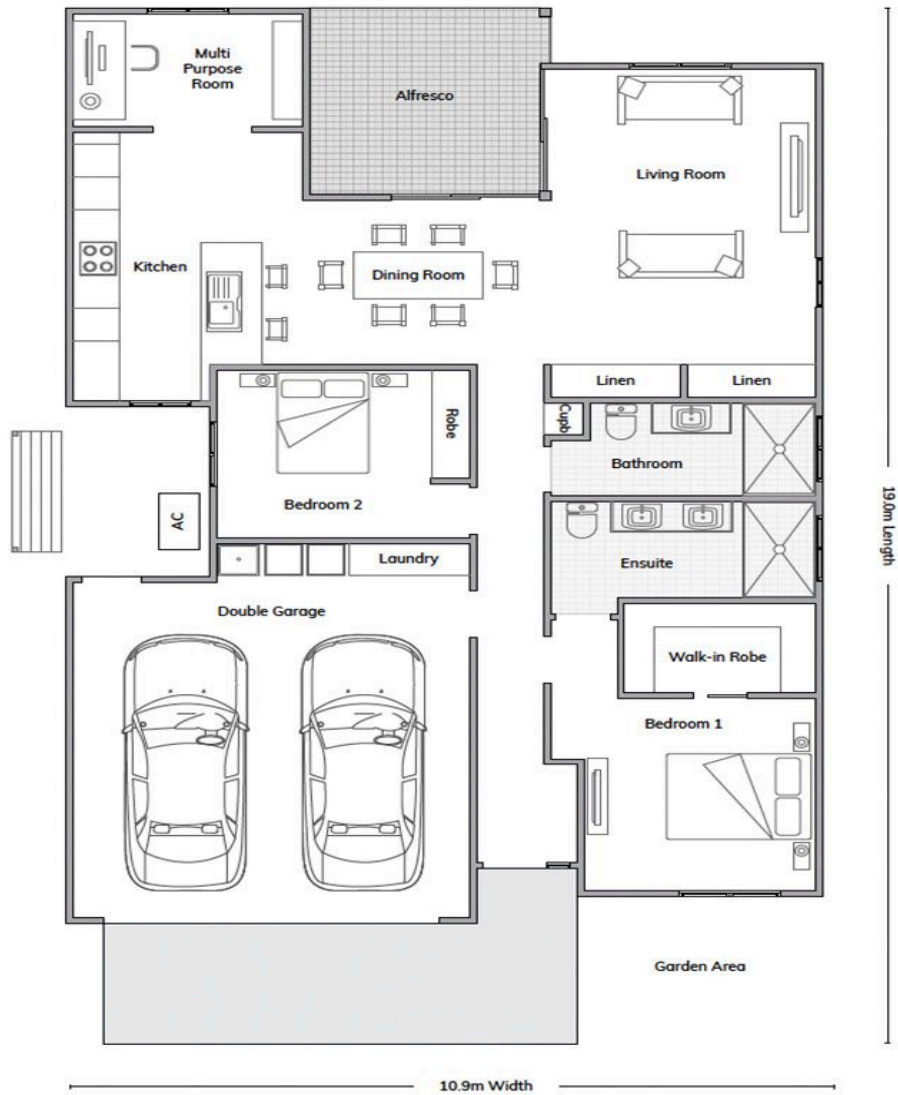 Multi
Purpose
Room
Alfresco
Living Room
Kitchen
Dining Room
Linen
Linen
Robe
Cupb
Bathroom
Bedroom 2
AC
Laundry
Ensuite
Double Garage
Walk-in Robe
Bedroom 1
Garden Area
19.0m Length
10.9m Width